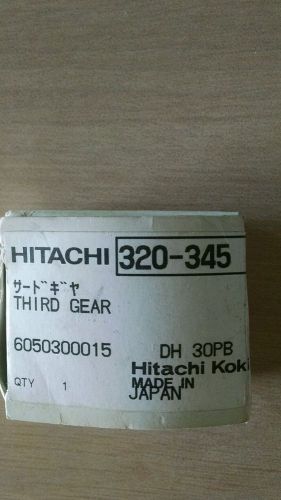 HITACHI 320-345
サードギヤ
THIRD GEAR
6050300015 DH 30PB
Hitachi Koki
QTY 1 MADE IN
JAPAN